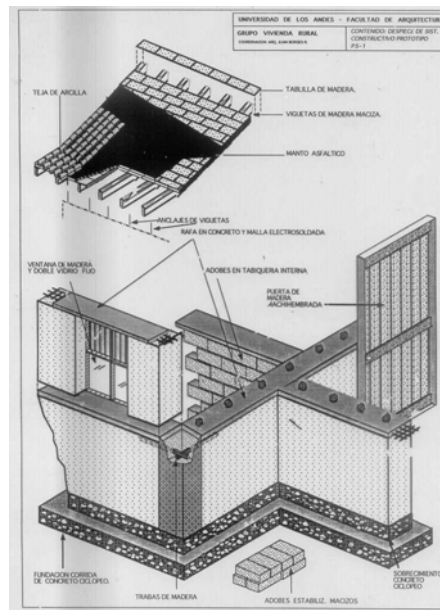 UNIVERSIDAD DE LOS ANDES - FACULTAD DE ARQUITECTURA
GRUPO VIVIENDA RURAL
CONTENIDO: DESPIECE DE SIST.
CONSTRUCTIVO PROTOTIPO
PS-1
TABLILLA DE MADERA.
TEJA DE ARCILLA
VIGUETAS DE MADERA MACIZA.
MANTO ASFALTICO
ANCLAJES DE VIGUETAS
RAFA EN CONCRETO Y MALLA ELECTROSOLDADA
VENTANA DE MADERA
Y DOBLE VIDRIO FIJO
ADOBES EN TABIQUERIA INTERNA
PUERTA DE
MADERA
MACHIHEMBRADA
FUNDACION CORRIDA
DE CONCRETO CICLOPEO.
TRABAS DE MADERA
ADOBES ESTABILIZ. MACIZOS
SOBRECIMIENTO
CONCRETO
CICLOPEO